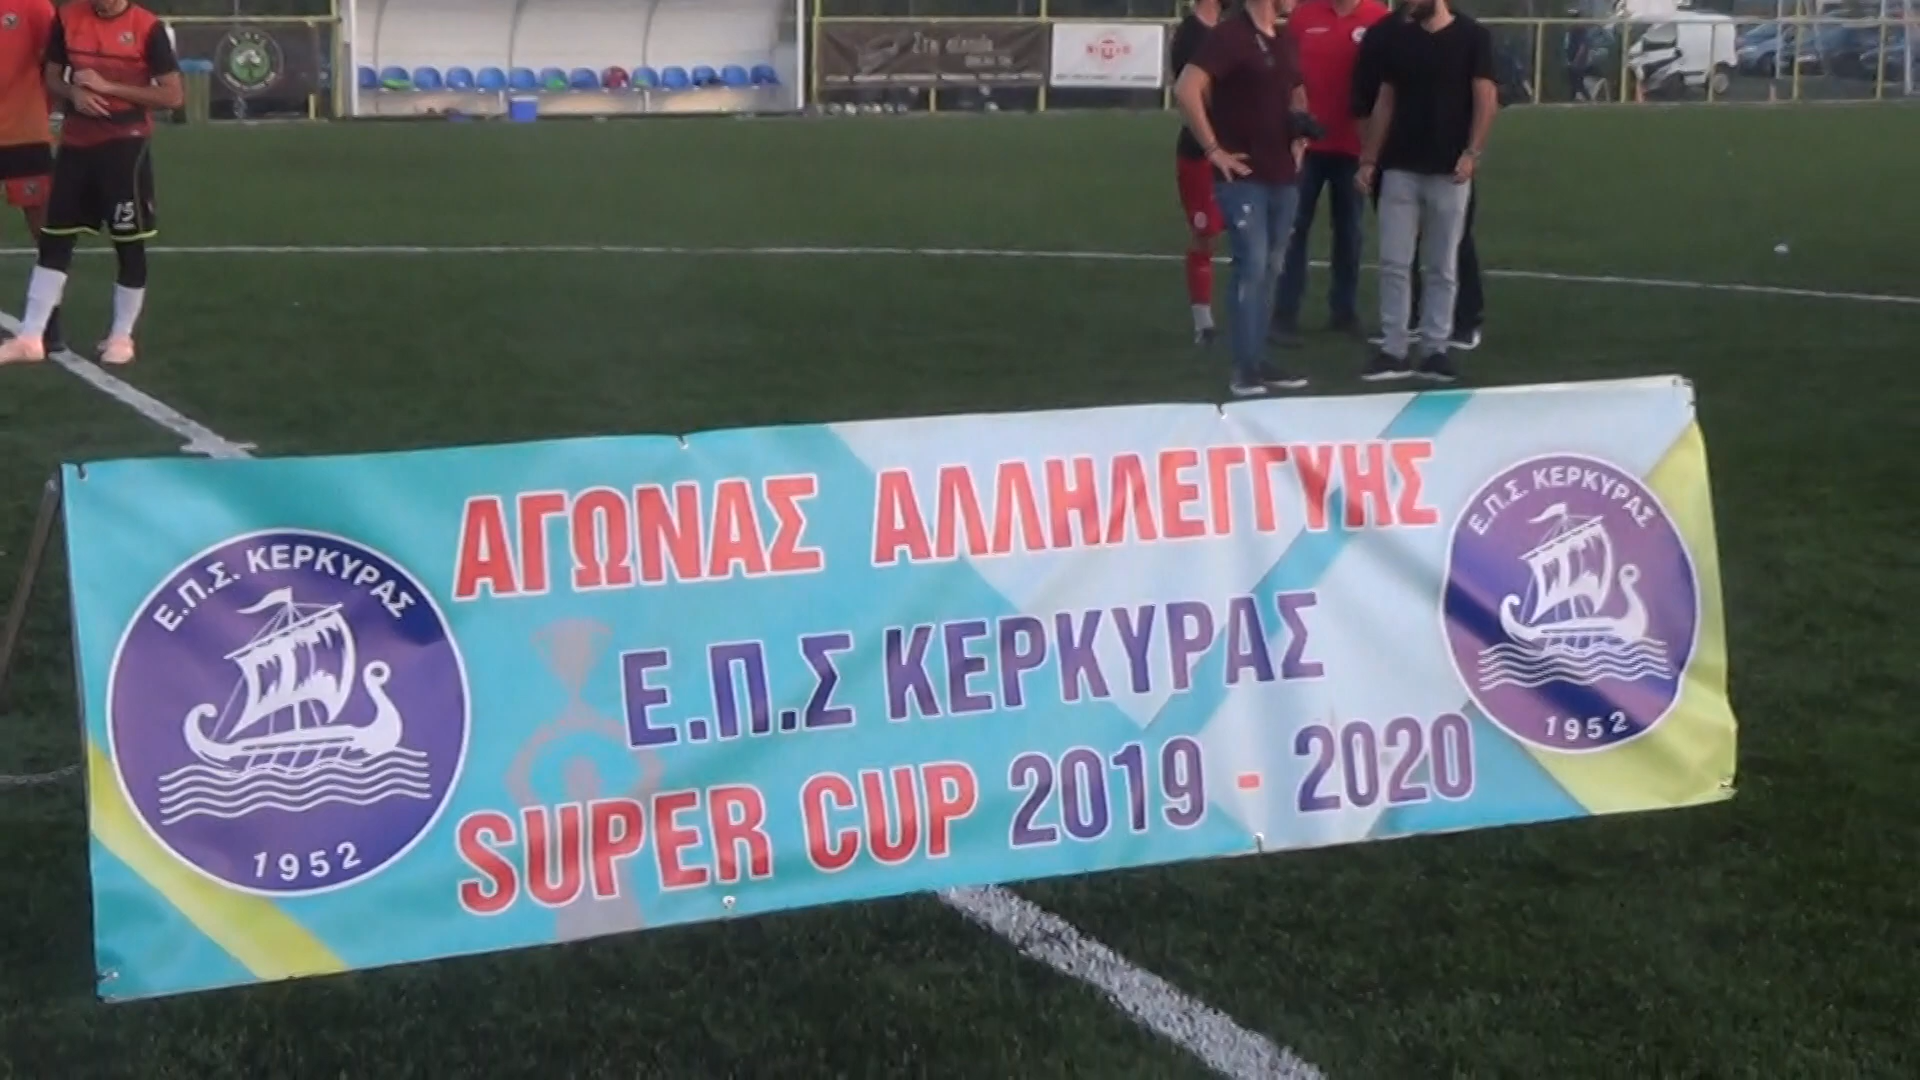 ΑΓΩΝΑΣ ΑΛΛΗΛΕΓΓΥΗΣ
Ε.Π.Σ ΚΕΡΚΥΡΑΣ
SUPER CUP 2019 - 2020
Ε.Π.Σ. ΚΕΡΚΥΡΑΣ
1952
Ε.Π.Σ. ΚΕΡΚΥΡΑΣ
1952
15